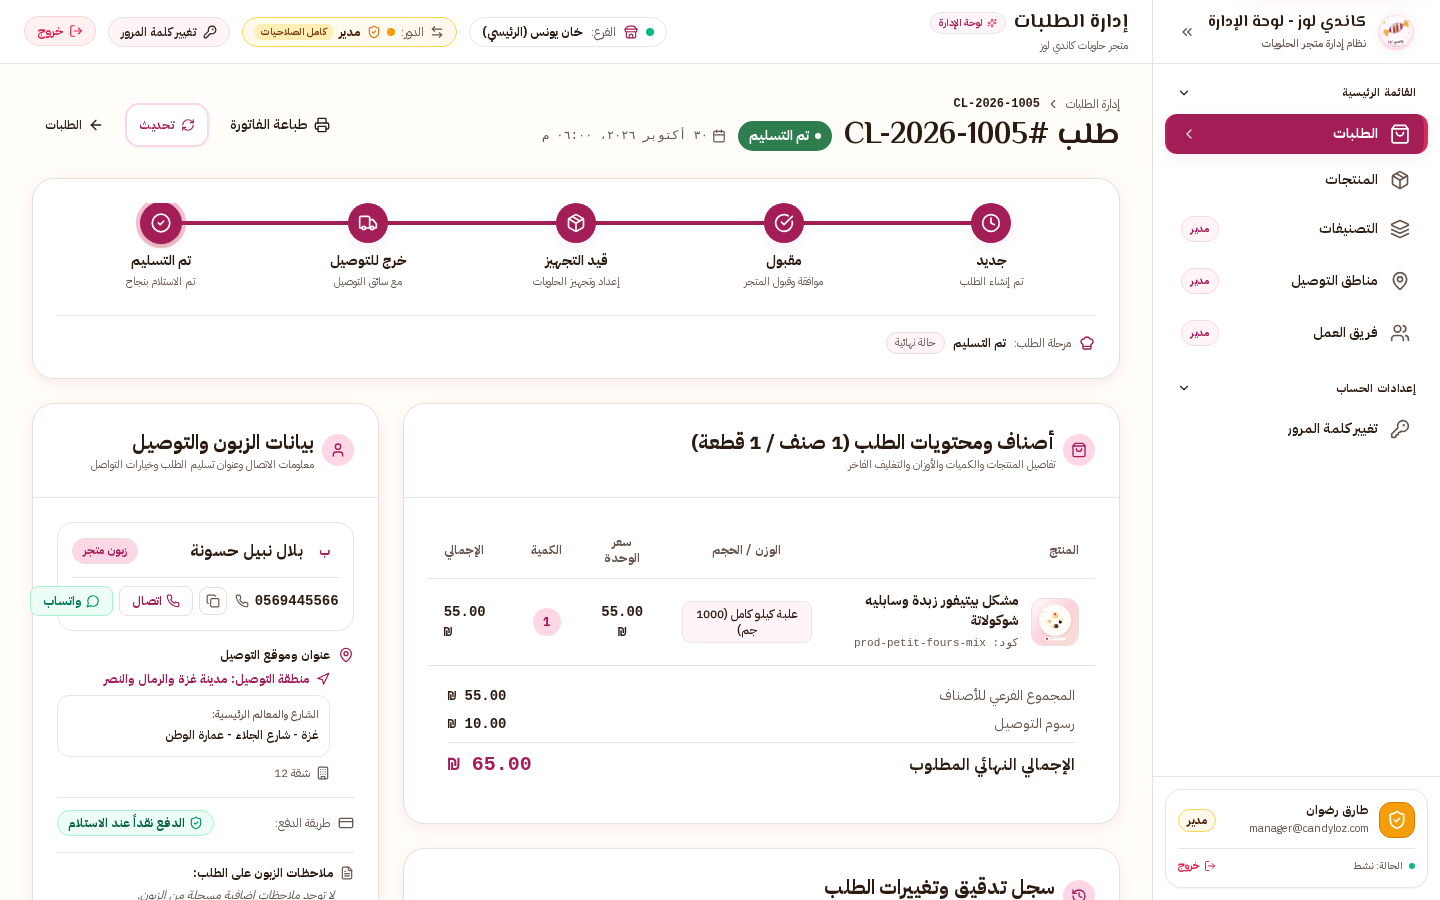 كاندي لوز - لوحة الإدارة
نظام إدارة متجر الحلويات
القائمة الرئيسية
الطلبات
المنتجات
التصنيفات
مدير
مناطق التوصيل
مدير
فريق العمل
مدير
إعدادات الحساب
تغيير كلمة المرور
طارق رضوان
manager@candyloz.com
مدير
الحالة: نشط
خروج
إدارة الطلبات
لوحة الإدارة
متجر حلويات كاندي لوز
الفرع: خان يونس (الرئيسي)
الدور: مدير كامل الصلاحيات
تغيير كلمة المرور
خروج
إدارة الطلبات
CL-2026-1005
طلب #CL-2026-1005
تم التسليم
٣٠ أكتوبر ٢٠٢٦، ٠٦:٠٠ م
طباعة الفاتورة
تحديث
الطلبات
جديد
تم إنشاء الطلب
مقبول
موافقة وقبول المتجر
قيد التجهيز
إعداد وتجهيز الحلويات
خرج للتوصيل
مع سائق التوصيل
تم التسليم
تم الاستلام بنجاح
مرحلة الطلب: تم التسليم حالة نهائية
أصناف ومحتويات الطلب (1 صنف / 1 قطعة)
تفاصيل المنتجات والكميات والأوزان والتغليف الفاخر
المنتج
الوزن / الحجم
سعر
الوحدة
الكمية
الإجمالي
مشكل بيتيفور زبدة وسابليه
شوكولاتة
كود: prod-petit-fours-mix
علبة كيلو كامل (1000
جم)
55.00
₪
1
55.00
₪
المجموع الفرعي للأصناف
55.00 ₪
رسوم التوصيل
10.00 ₪
الإجمالي النهائي المطلوب
65.00 ₪
سجل تدقيق وتغييرات الطلب
بيانات الزبون والتوصيل
معلومات الاتصال وعنوان تسليم الطلب وخيارات التواصل
ب
بلال نبيل حسونة
زبون متجر
0569445566
اتصال
واتساب
عنوان وموقع التوصيل
منطقة التوصيل: مدينة غزة والرمال والنصر
الشارع والمعالم الرئيسية:
غزة - شارع الجلاء - عمارة الوطن
شقة 12
طريقة الدفع:
الدفع نقداً عند الاستلام
ملاحظات الزبون على الطلب:
لا توجد ملاحظات إضافية مسجلة من الزبون.